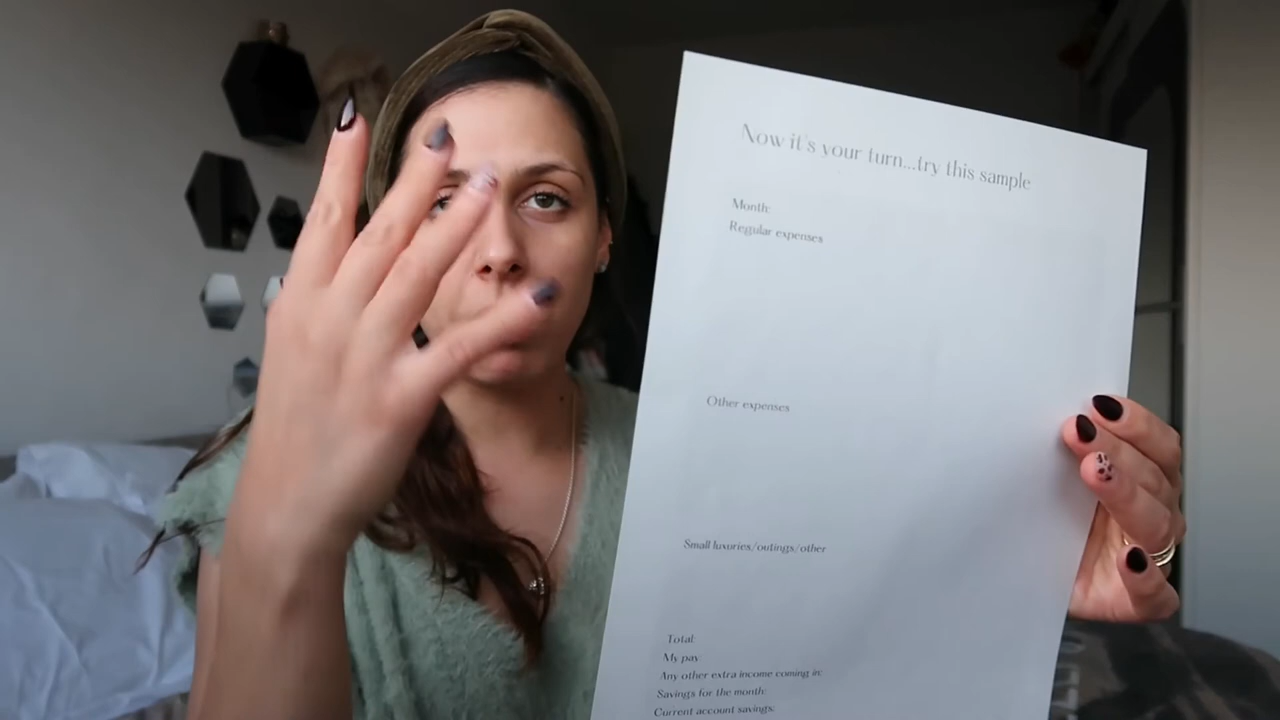 Now it's your turn...try this sample
Month:
Regular expenses
Other expenses
Small luxuries/outings/other
Total:
My pay
Any other extra income coming in:
Savings for the month:
Current account savings: